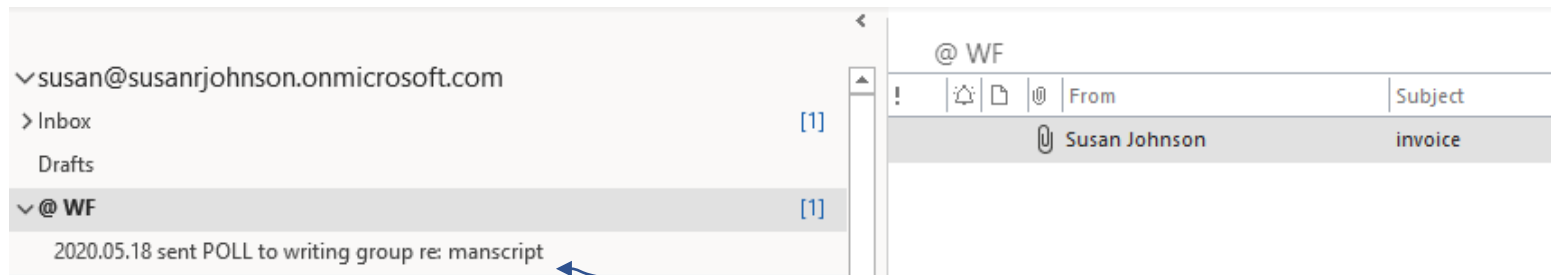 susan@susanrjohnson.onmicrosoft.com
Inbox [1]
Drafts
@ WF [1]
2020.05.18 sent POLL to writing group re: manscript
@ WF
! From Subject
Susan Johnson invoice